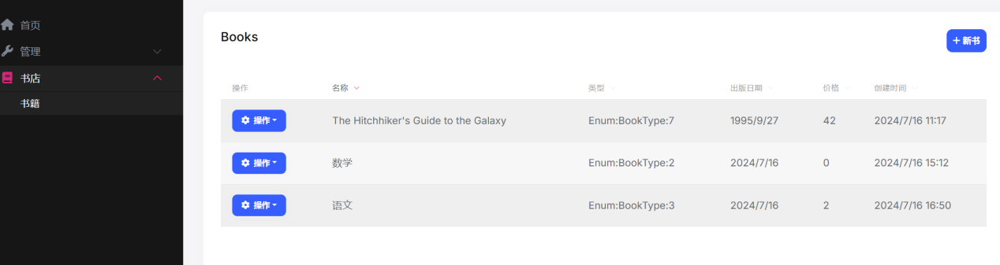 首页
管理
书店
书籍
Books
+ 新书
操作 名称 类型 出版日期 价格 创建时间
操作 The Hitchhiker's Guide to the Galaxy Enum:BookType:7 1995/9/27 42 2024/7/16 11:17
操作 数学 Enum:BookType:2 2024/7/16 0 2024/7/16 15:12
操作 语文 Enum:BookType:3 2024/7/16 2 2024/7/16 16:50